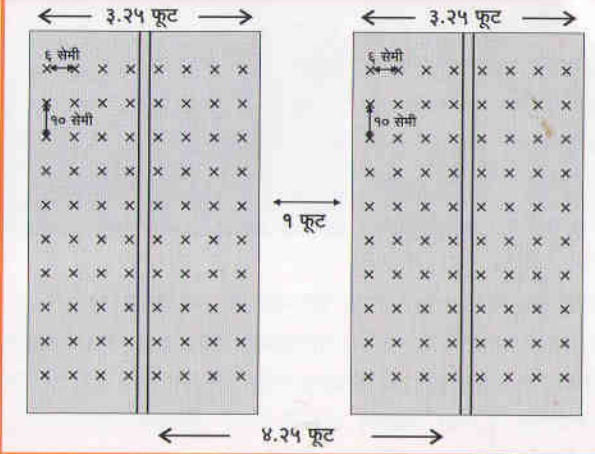 ३.२५ फूट
३.२५ फूट
६ सेमी
६ सेमी
१० सेमी
१० सेमी
१ फूट
४.२५ फूट